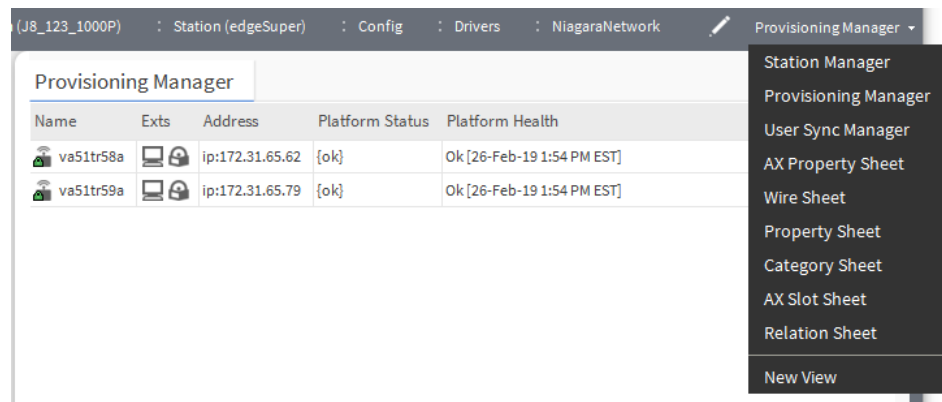 (J8_123_1000P) : Station (edgeSuper) : Config : Drivers : NiagaraNetwork Provisioning Manager
Station Manager
Provisioning Manager
User Sync Manager
AX Property Sheet
Wire Sheet
Property Sheet
Category Sheet
AX Slot Sheet
Relation Sheet
New View
Provisioning Manager
Name Exts Address Platform Status Platform Health
va51tr58a ip:172.31.65.62 {ok} Ok [26-Feb-19 1:54 PM EST]
va51tr59a ip:172.31.65.79 {ok} Ok [26-Feb-19 1:54 PM EST]